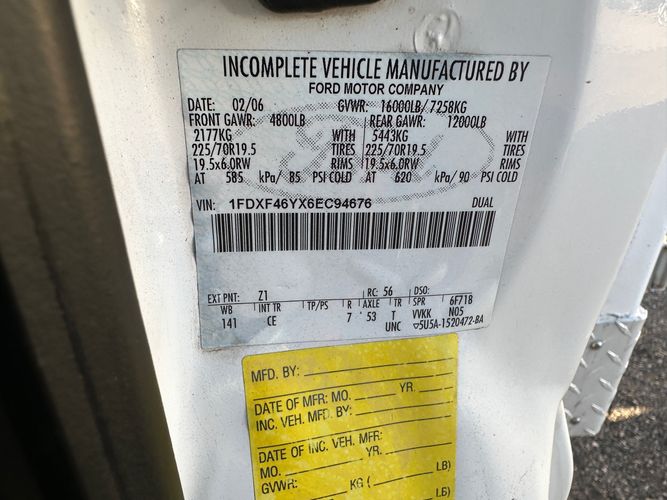 INCOMPLETE VEHICLE MANUFACTURED BY
FORD MOTOR COMPANY
DATE: 02/06 GVWR: 16000LB/ 7258KG
FRONT GAWR: 4800LB REAR GAWR: 12000LB
2177KG WITH 5443KG WITH
225/70R19.5 TIRES 225/70R19.5 TIRES
19.5x6.0RW RIMS 19.5x6.0RW RIMS
AT 585 kPa/ 85 PSI COLD AT 620 kPa/ 90 PSI COLD
VIN: 1FDXF46YX6EC94676 DUAL
EXT PNT: Z1 RC: 56 DSO:
WB INT TR TP/PS R AXLE TR SPR 6F71B
141 CE 7 53 T VVKK N05
UNC ▽5U5A-1520472-BA
MFD. BY:
DATE OF MFR: MO. YR.
INC. VEH. MFD. BY:
DATE OF INC. VEH. MFR:
MO. YR.
GVWR: KG ( LB)
LB)